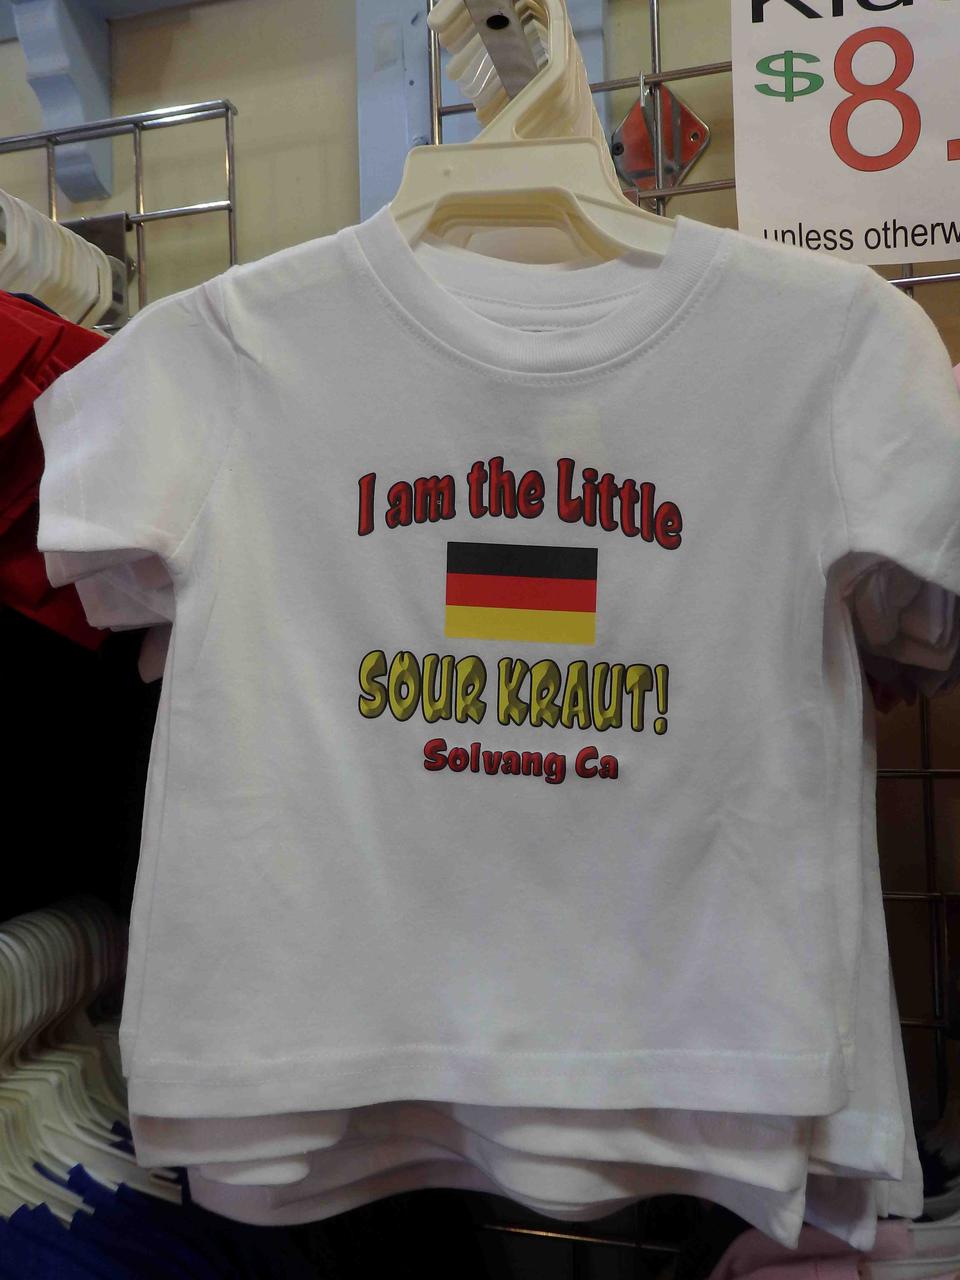 $8.
unless otherw
I am the Little
SOUR KRAUT!
Solvang Ca